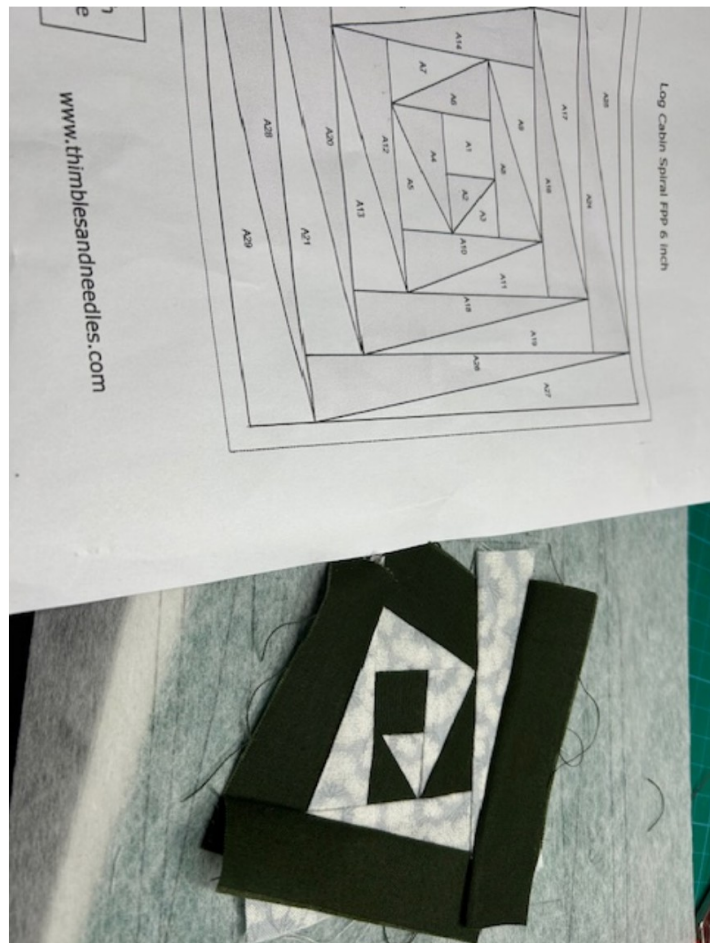 Log Cabin Spiral FPP 6 inch
A25
A24
A17
A16
A9
A8
A14
A7
A6
A1
A2
A3
A4
A5
A12
A10
A11
A13
A18
A19
A20
A21
A26
A27
A28
A29
www.thimblesandneedles.com
h
e